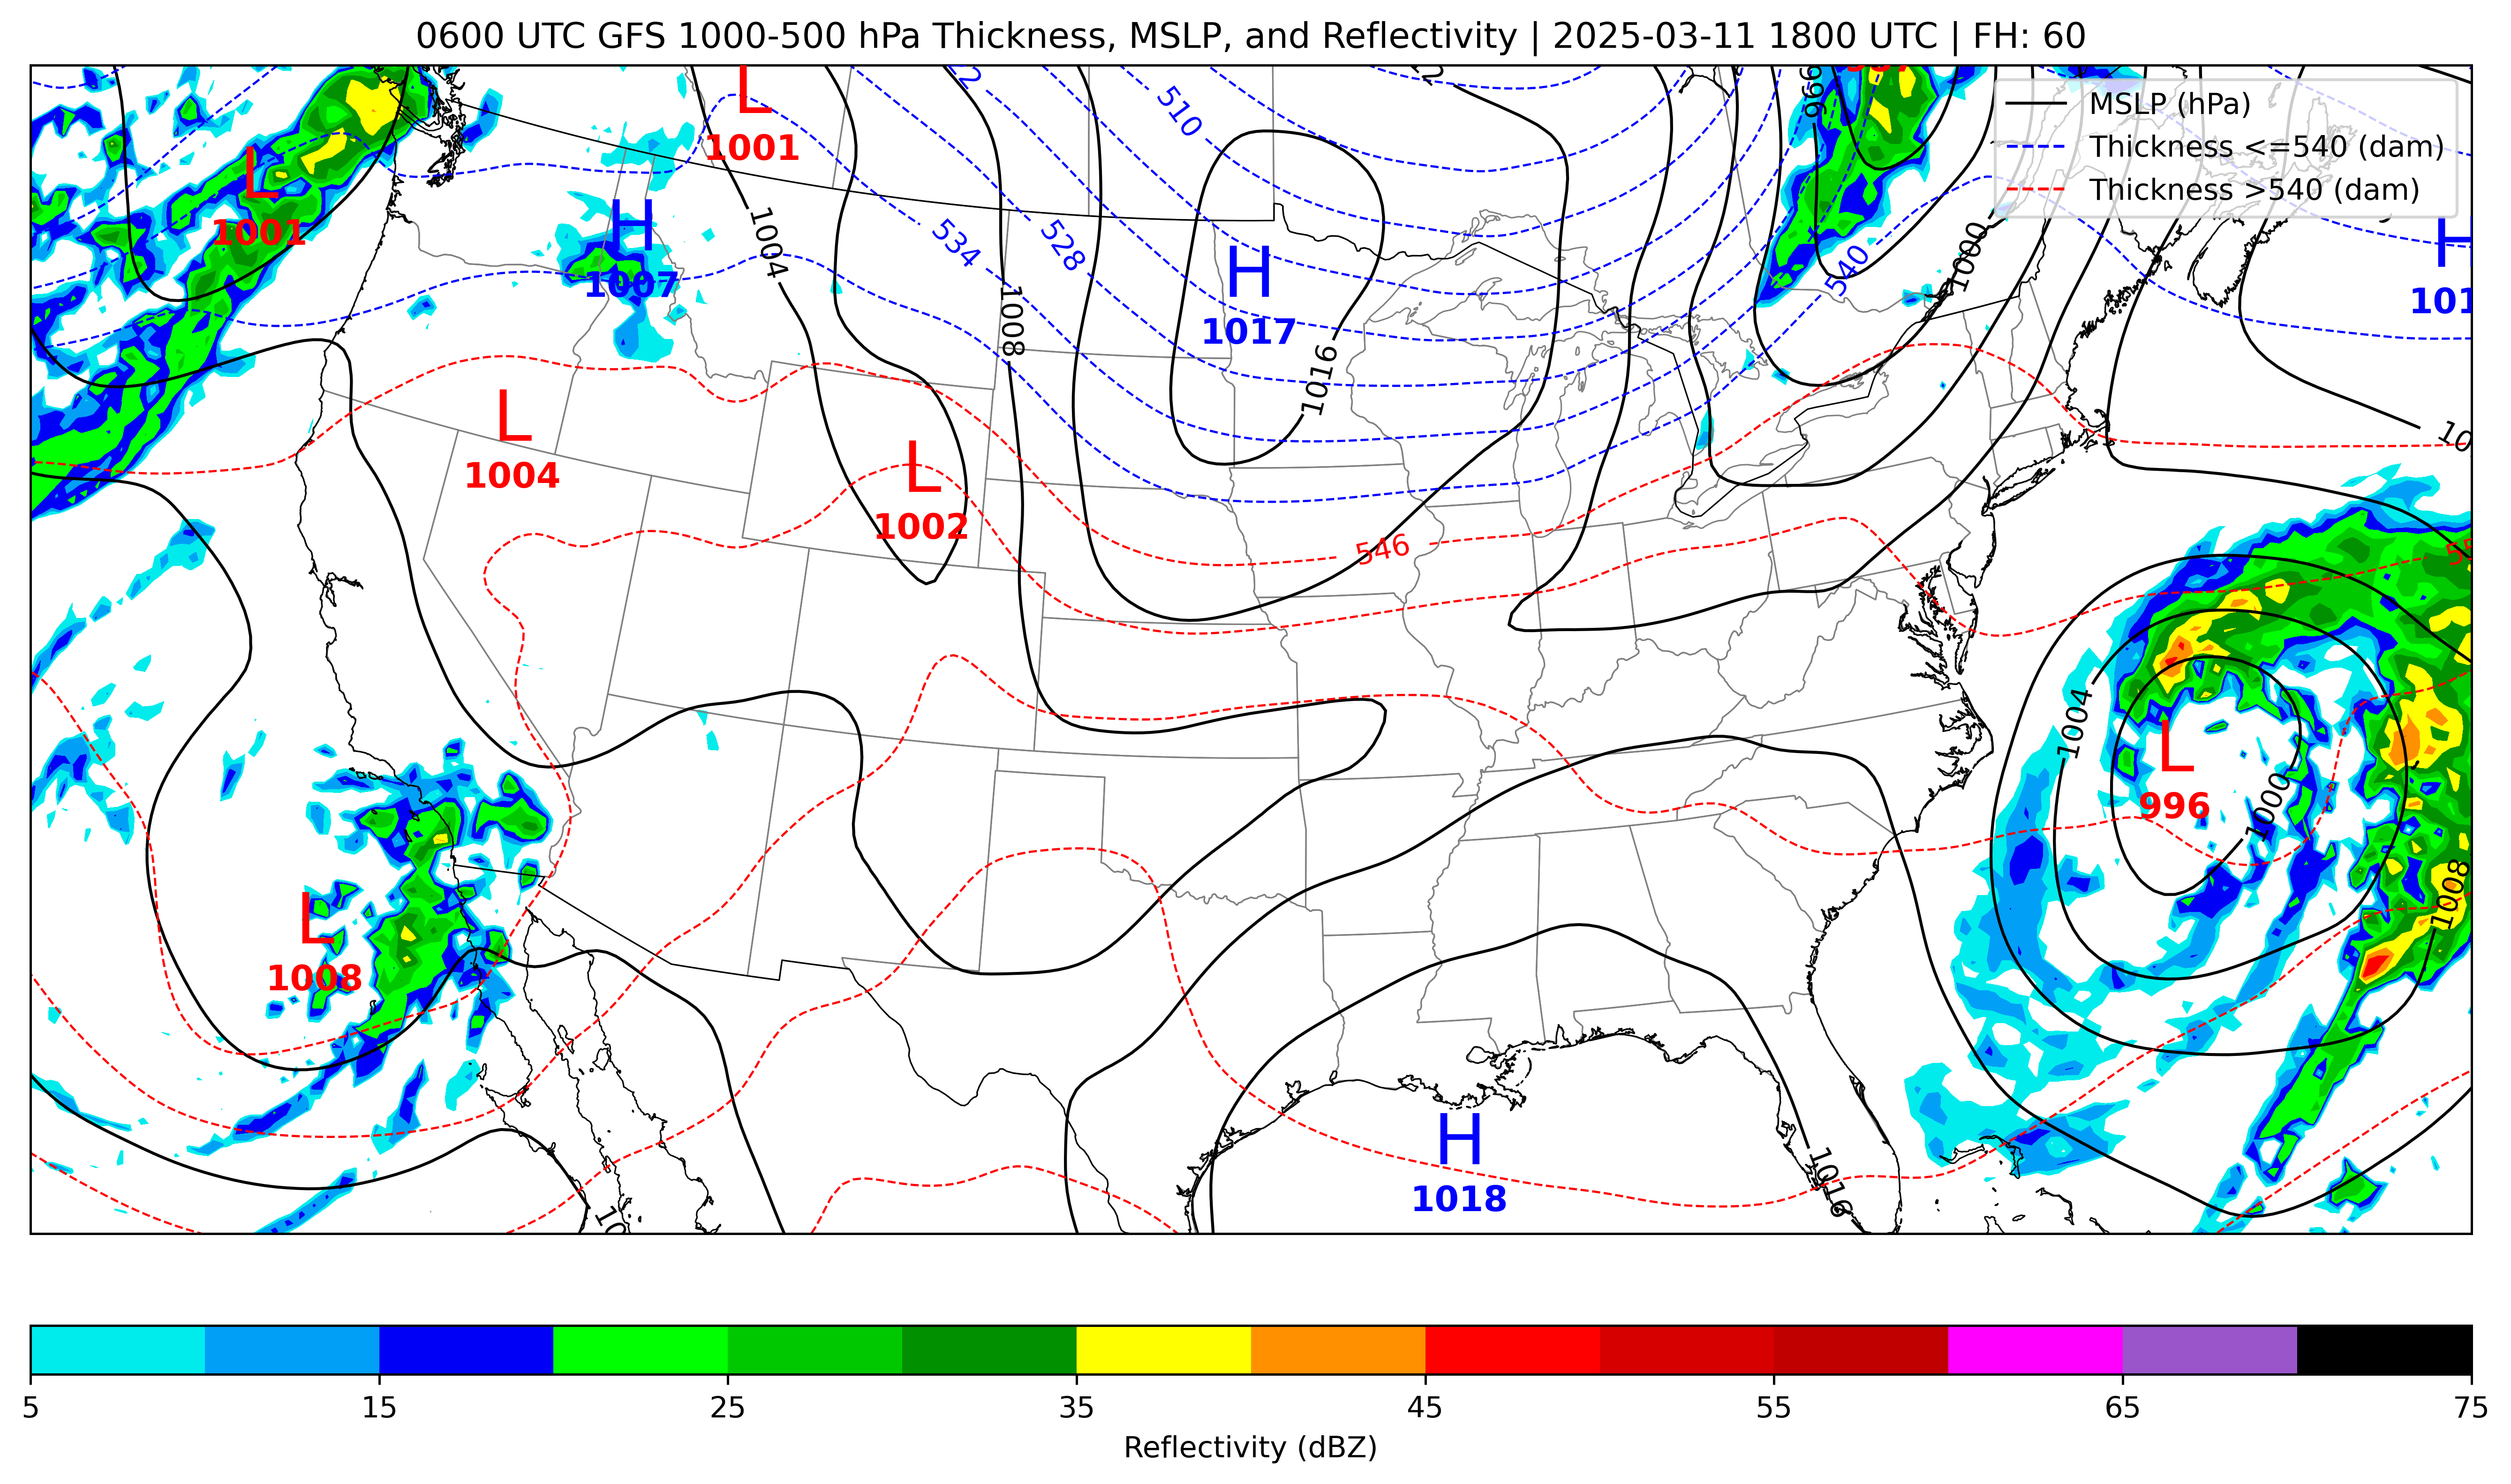 0600 UTC GFS 1000-500 hPa Thickness, MSLP, and Reflectivity | 2025-03-11 1800 UTC | FH: 60
MSLP (hPa)
Thickness <=540 (dam)
Thickness >540 (dam)
L
1001
L
1001
H
1007
1004
510
534
528
1008
H
1017
1016
996
540
1000
H
L
1004
L
1002
546
1004
L
996
1000
1008
L
1008
H
1018
1016
5
15
25
35
45
55
65
75
Reflectivity (dBZ)